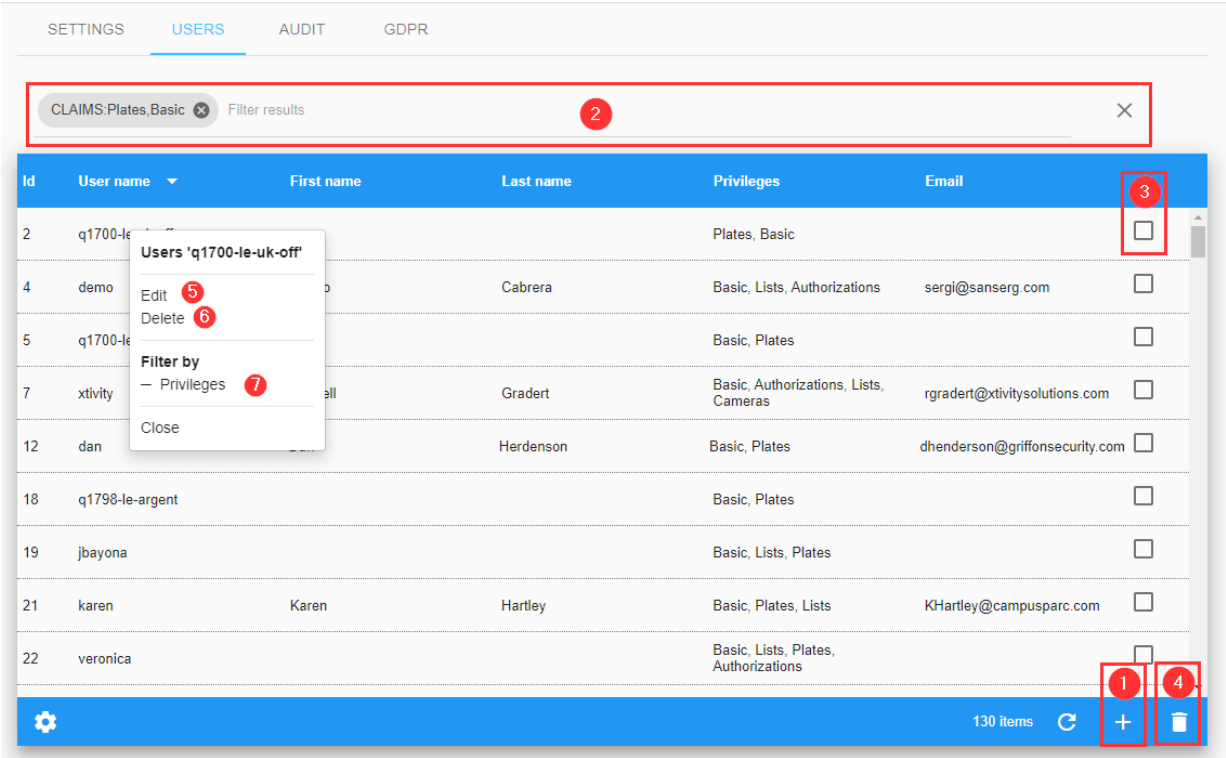 SETTINGS USERS AUDIT GDPR
CLAIMS:Plates,Basic Filter results 2
Id User name First name Last name Privileges Email
3
2 q1700-le Plates, Basic
Users 'q1700-le-uk-off'
4 demo Cabrera Basic, Lists, Authorizations sergi@sanserg.com
Edit 5
Delete 6
5 q1700-le Basic, Plates
Filter by
— Privileges 7
7 xtivity ell Gradert Basic, Authorizations, Lists, Cameras rgradert@xtivitysolutions.com
Close
12 dan Herdenson Basic, Plates dhenderson@griffonsecurity.com
18 q1798-le-argent Basic, Plates
19 jbayona Basic, Lists, Plates
21 karen Karen Hartley Basic, Plates, Lists KHartley@campusparc.com
22 veronica Basic, Lists, Plates, Authorizations
1 4
130 items